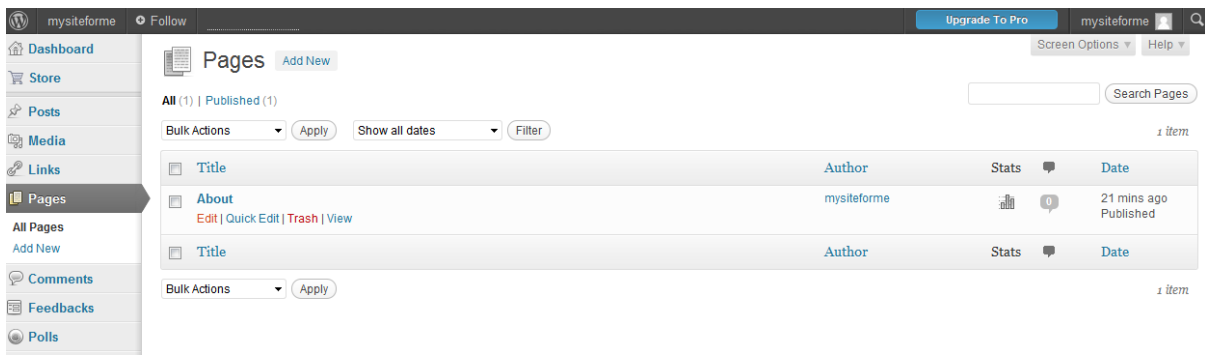 mysiteforme Follow Upgrade To Pro mysiteforme
Dashboard
Store
Posts
Media
Links
Pages
All Pages
Add New
Comments
Feedbacks
Polls
Screen Options Help
Pages Add New
All (1) | Published (1)
Search Pages
Bulk Actions Apply Show all dates Filter 1 item
Title Author Stats Date
About mysiteforme 0 21 mins ago
Edit | Quick Edit | Trash | View Published
Title Author Stats Date
Bulk Actions Apply 1 item